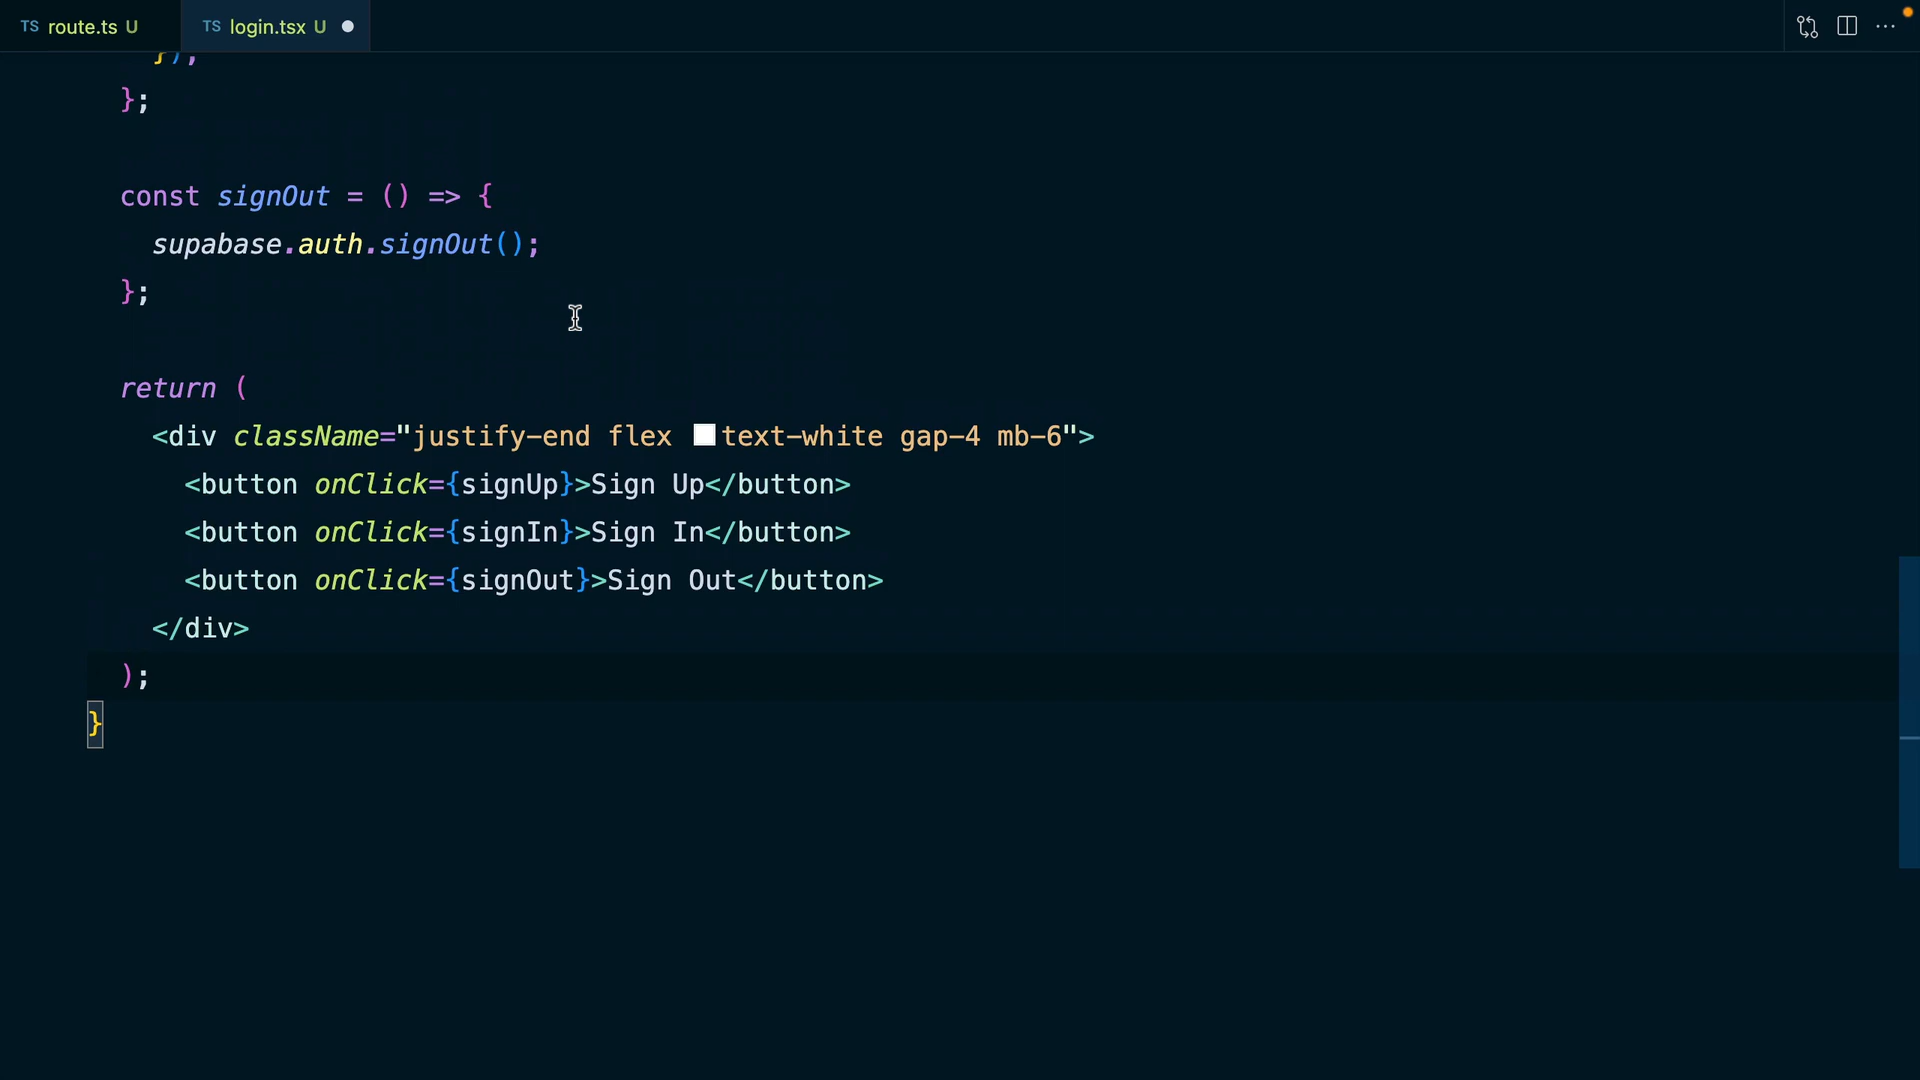 TS route.ts U
TS login.tsx U
});
};
const signOut = () => {
supabase.auth.signOut();
};
return (
<div className="justify-end flex text-white gap-4 mb-6">
<button onClick={signUp}>Sign Up</button>
<button onClick={signIn}>Sign In</button>
<button onClick={signOut}>Sign Out</button>
</div>
);
}